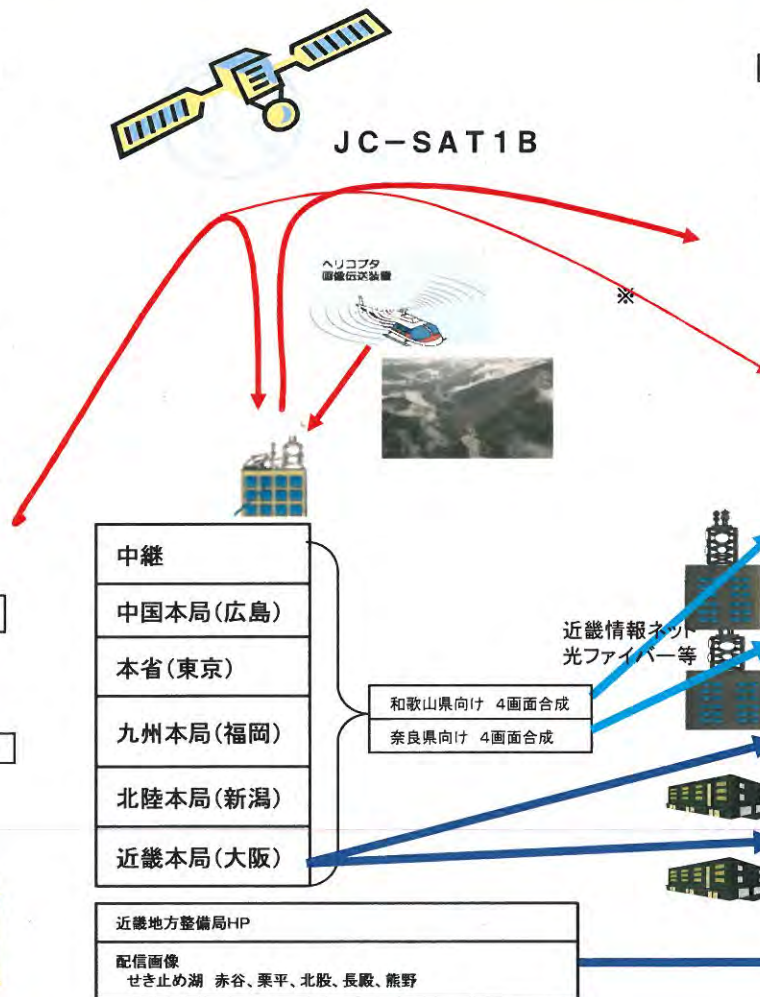 JC-SAT1B
ヘリコプタ
画像伝送装置
※
中継
中国本局(広島)
本省(東京)
九州本局(福岡)
北陸本局(新潟)
近畿本局(大阪)
近畿情報ネット
光ファイバー等
和歌山県向け 4画面合成
奈良県向け 4画面合成
近畿地方整備局HP
配信画像
せき止め湖 赤谷、栗平、北股、長殿、熊野